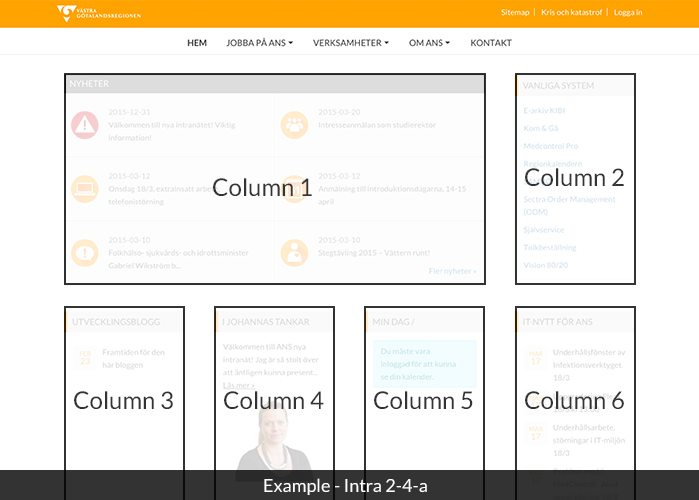 VÄSTRA
GÖTALANDSREGIONEN
Sitemap | Kris och katastrof | Logga in
HEM JOBBA PÅ ANS VERKSAMHETER OM ANS KONTAKT
NYHETER
2015-12-31
Välkommen till nya intranätet! Viktig
information!
2015-03-20
Intresseanmälan som studierektor
2015-03-12
Onsdag 18/3, extrainsatt
telefonistörning
2015-03-12
Anmälning till introduktionsdagarna, 14-15
april
2015-03-10
Folkhälso- sjukvårds- och idrottsminister
Gabriel Wikström b...
2015-03-10
Stegtävling 2015 – Vättern runt!
Fler nyheter »
Column 1
VANLIGA SYSTEM
E-arkiv KIBI
Kom & Gå
Medcontrol Pro
Regionkalendern
Sectra Order Management
(ODM)
Självservice
Tolkbeställning
Vision 80/20
Column 2
UTVECKLINGSBLOGG
FEB
23
Framtiden för den
här bloggen
Column 3
I JOHANNAS TANKAR
Välkommen till ANS nya
intranät! Jag är så stolt över
att äntligen kunna present...
Läs mer »
Column 4
MIN DAG /
Du måste vara
inloggad för att kunna
se din kalender.
Column 5
IT-NYTT FÖR ANS
MAR
17
Underhållsfönster av
Infektionsverktyget
18/3
Column 6
MAR
17
Underhållsarbete,
störningar i IT-miljön
18/3
Example - Intra 2-4-a